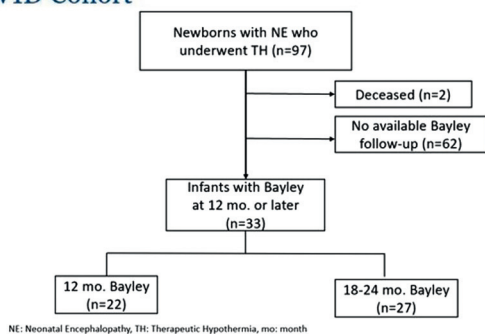 Cohort
Newborns with NE who
underwent TH (n=97)
Deceased (n=2)
No available Bayley
follow-up (n=62)
Infants with Bayley
at 12 mo. or later
(n=33)
12 mo. Bayley
(n=22)
18-24 mo. Bayley
(n=27)
NE: Neonatal Encephalopathy, TH: Therapeutic Hypothermia, mo: month